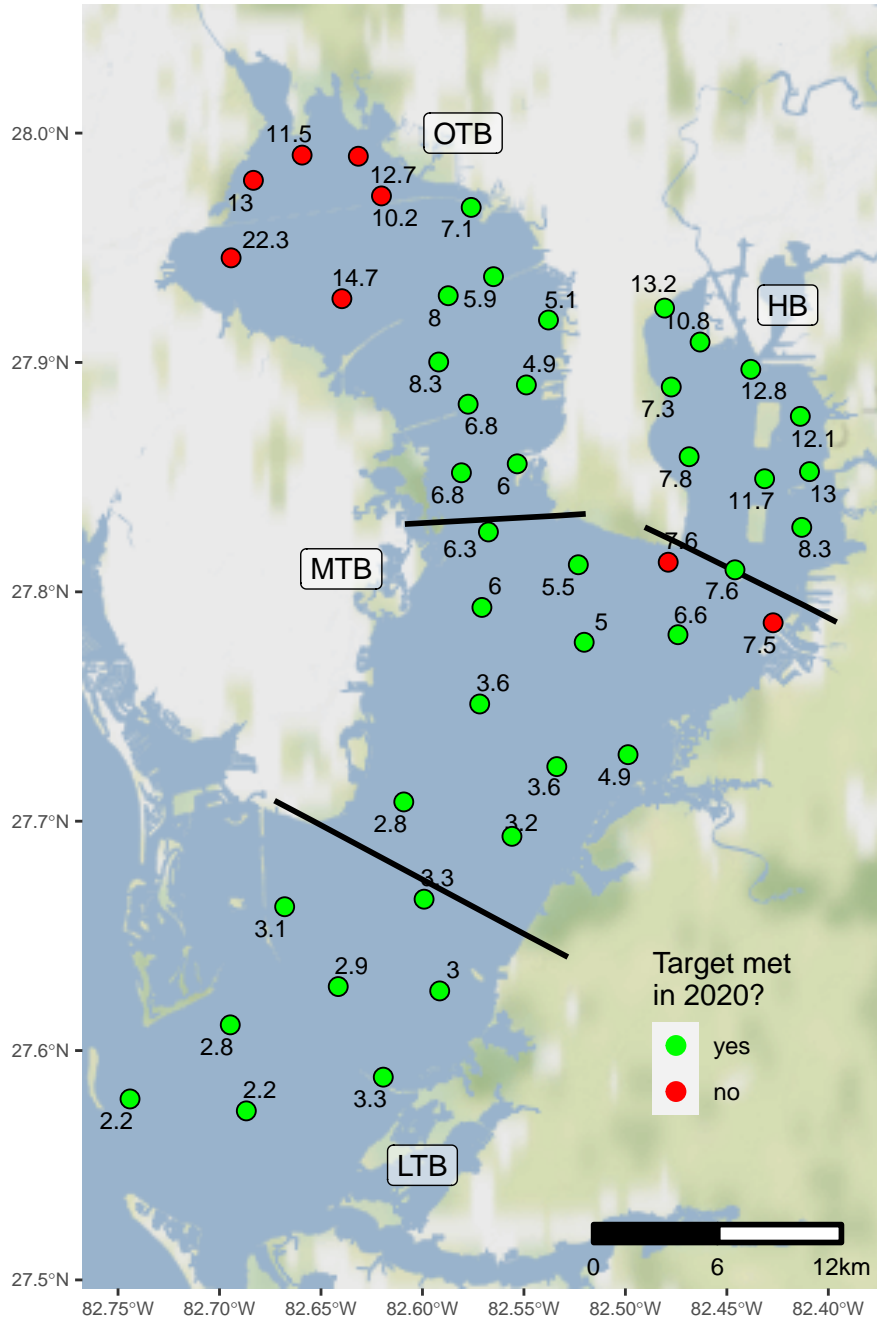 28.0°N
27.9°N
27.8°N
27.7°N
27.6°N
27.5°N
OTB
11.5
12.7
13
10.2
7.1
22.3
14.7
5.9
8
5.1
13.2
HB
10.8
8.3
4.9
12.8
7.3
6.8
12.1
7.8
6.8
6
11.7
13
6.3
7.6
8.3
MTB
5.5
7.6
6
5
6.6
7.5
3.6
3.6
4.9
2.8
3.2
3.3
3.1
2.9
3
2.8
2.2
2.2
3.3
LTB
Target met
in 2020?
yes
no
0 6 12km
82.75°W 82.70°W 82.65°W 82.60°W 82.55°W 82.50°W 82.45°W 82.40°W